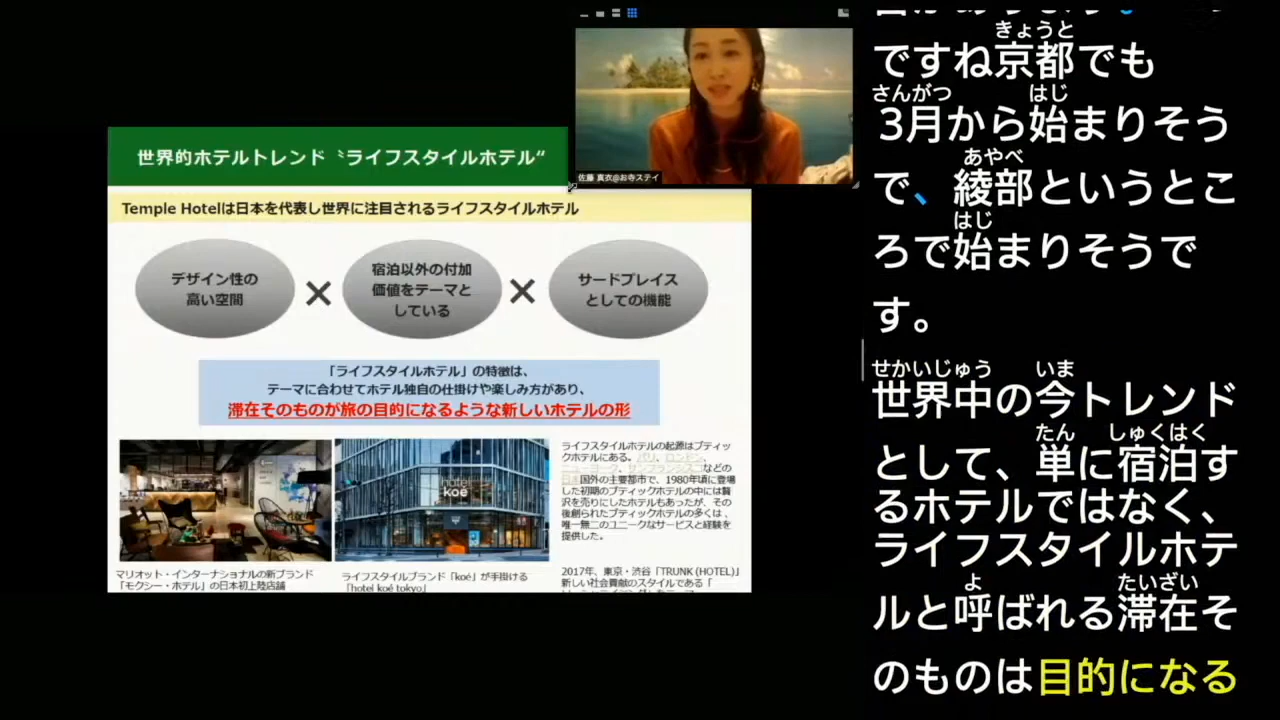 世界的ホテルトレンド〝ライフスタイルホテル“
Temple Hotelは日本を代表し世界に注目されるライフスタイルホテル
デザイン性の
高い空間
×
宿泊以外の付加
価値をテーマと
している
×
サードプレイス
としての機能
「ライフスタイルホテル」の特徴は、
テーマに合わせてホテル独自の仕掛けや楽しみ方があり、
滞在そのものが旅の目的になるような新しいホテルの形
hotel
koé
マリオット・インターナショナルの新ブランド
「モクシー・ホテル」の日本初上陸店舗
ライフスタイルブランド「koé」が手掛ける
「hotel koé tokyo」
ライフスタイルホテルの起源はブティッ
クホテルにある。パリ、ロンドン、
ニューヨーク、サンフランシスコなどの
日本国外の主要都市で、1980年頃に登場
した初期のブティックホテルの中には贅
沢を売りにしたホテルもあったが、その
後創られたブティックホテルの多くは、
唯一無二のユニークなサービスと経験を
提供した。
2017年、東京・渋谷「TRUNK (HOTEL)」
新しい社会貢献のスタイルである「
佐藤 真衣@お寺ステイ
きょうと
ですね京都でも
さんがつ はじ
3月から始まりそう
あやべ
で、綾部というとこ
はじ
ろで始まりそうで
す。
せかいじゅう いま
世界中の今トレンド
たん しゅくはく
として、単に宿泊す
るホテルではなく、
ライフスタイルホテ
よ たいざい
ルと呼ばれる滞在そ
のものは目的になる